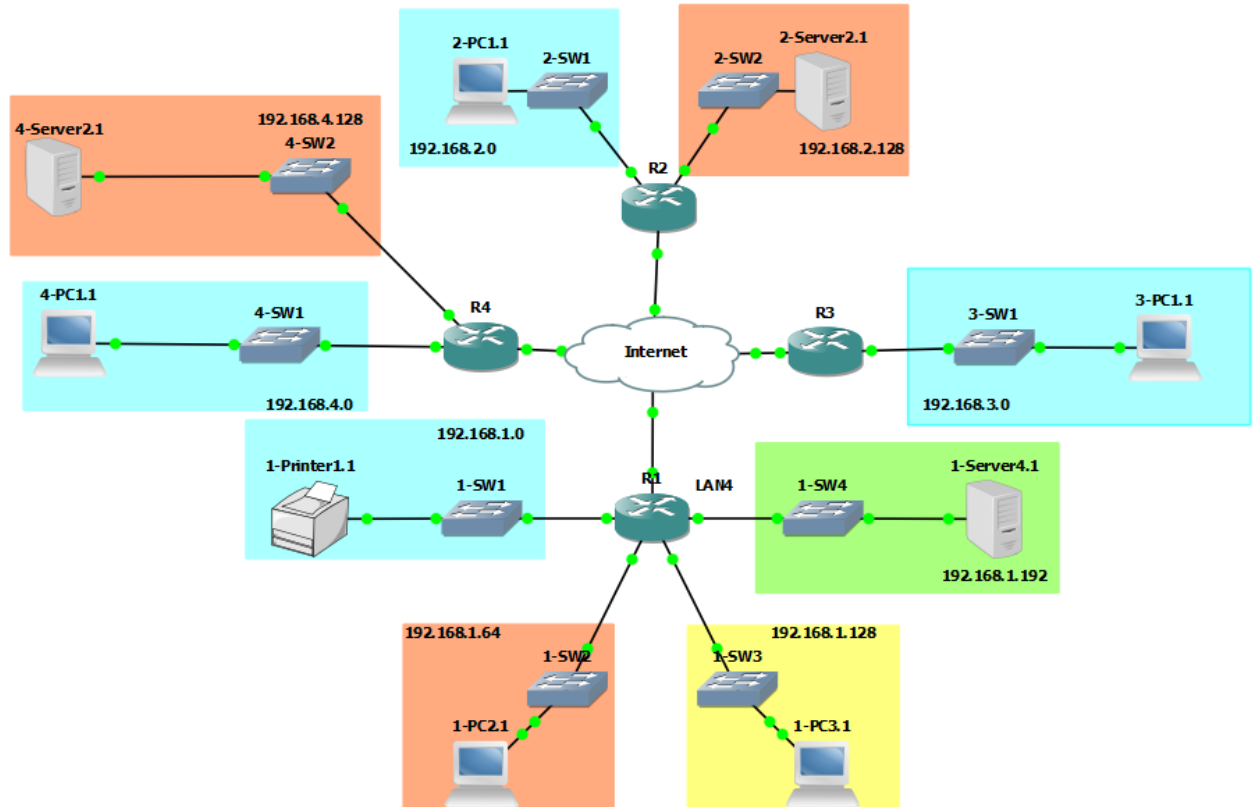 2-PC1.1
2-SW1
192.168.2.0
2-Server2.1
2-SW2
192.168.2.128
192.168.4.128
4-Server2.1
4-SW2
R2
4-PC1.1
4-SW1
192.168.4.0
R4
Internet
R3
3-SW1
3-PC1.1
192.168.3.0
192.168.1.0
1-Printer1.1
1-SW1
R1
LAN4
1-SW4
1-Server4.1
192.168.1.192
192.168.1.64
1-SW2
1-PC2.1
192.168.1.128
1-SW3
1-PC3.1